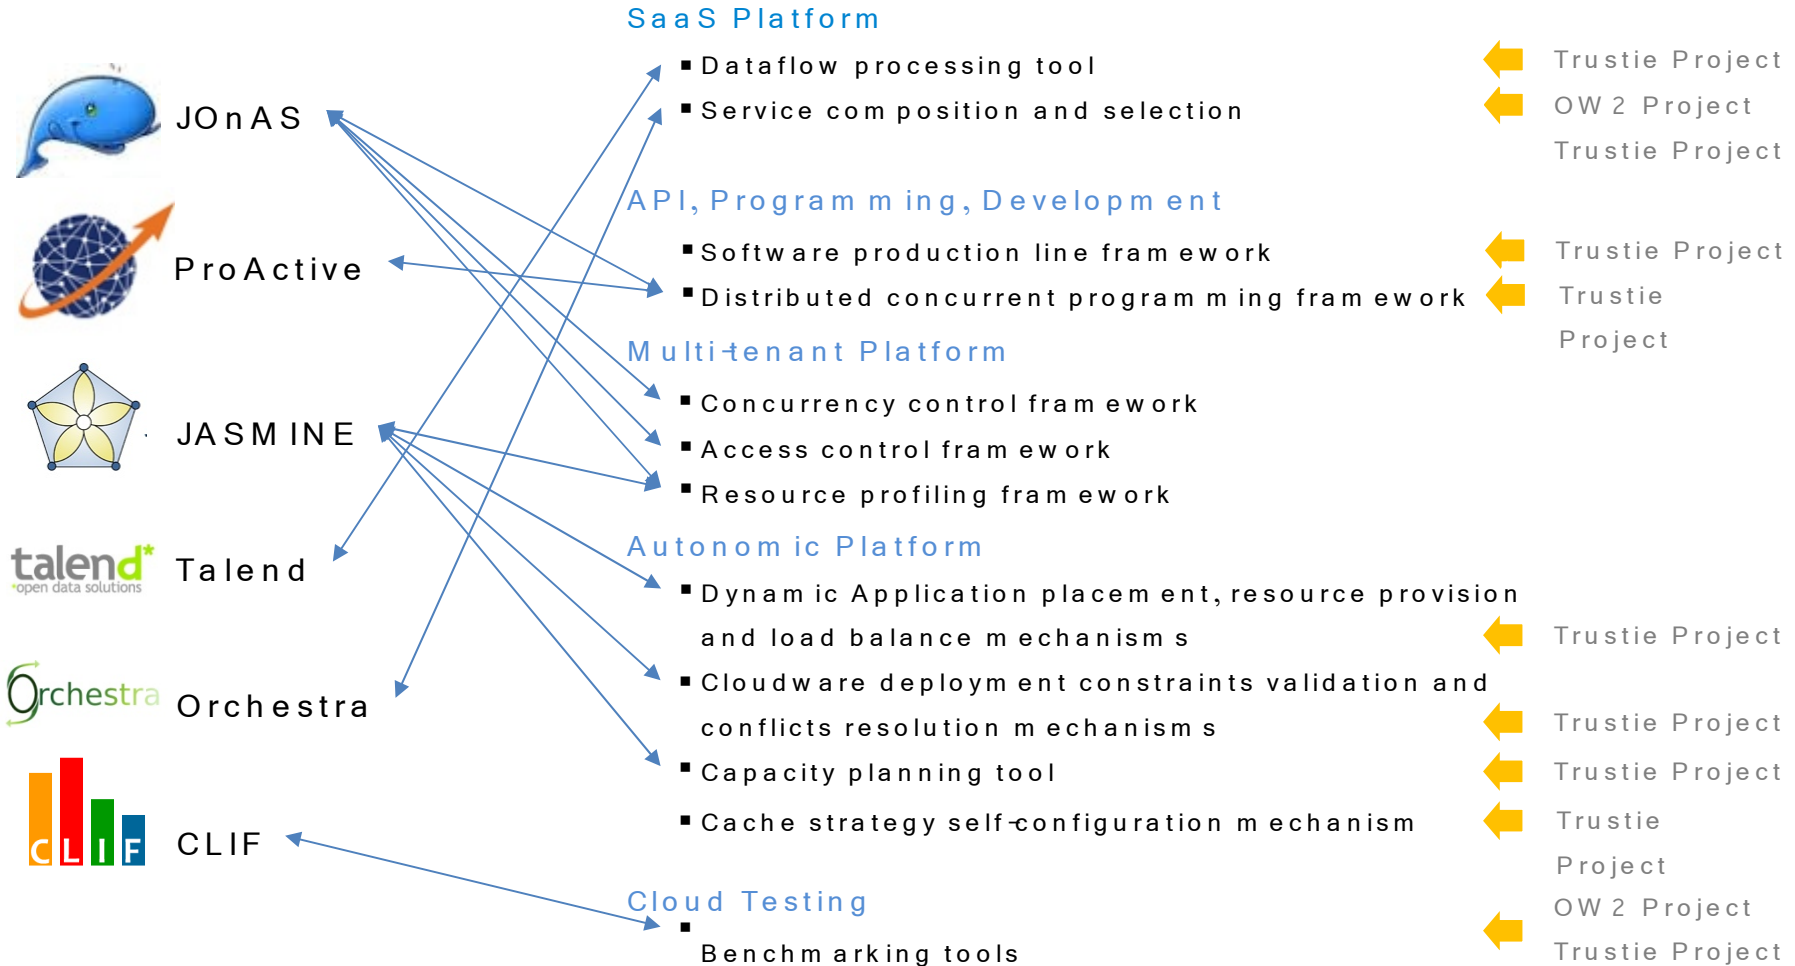 SaaS Platform
Dataflow processing tool
Trustie Project
JOnAS
Service composition and selection
OW2 Project
Trustie Project
API, Programming, Development
ProActive
Software production line framework
Trustie Project
Distributed concurrent programming framework
Trustie
Project
Multi-tenant Platform
Concurrency control framework
JASMINE
Access control framework
Resource profiling framework
Autonomic Platform
talend*
*open data solutions
Talend
Dynamic Application placement, resource provision
and load balance mechanisms
Trustie Project
Orchestra
Orchestra
Cloudware deployment constraints validation and
conflicts resolution mechanisms
Trustie Project
Capacity planning tool
Trustie Project
CLIF
CLIF
Cache strategy self-configuration mechanism
Trustie
Project
Cloud Testing
OW2 Project
Benchmarking tools
Trustie Project